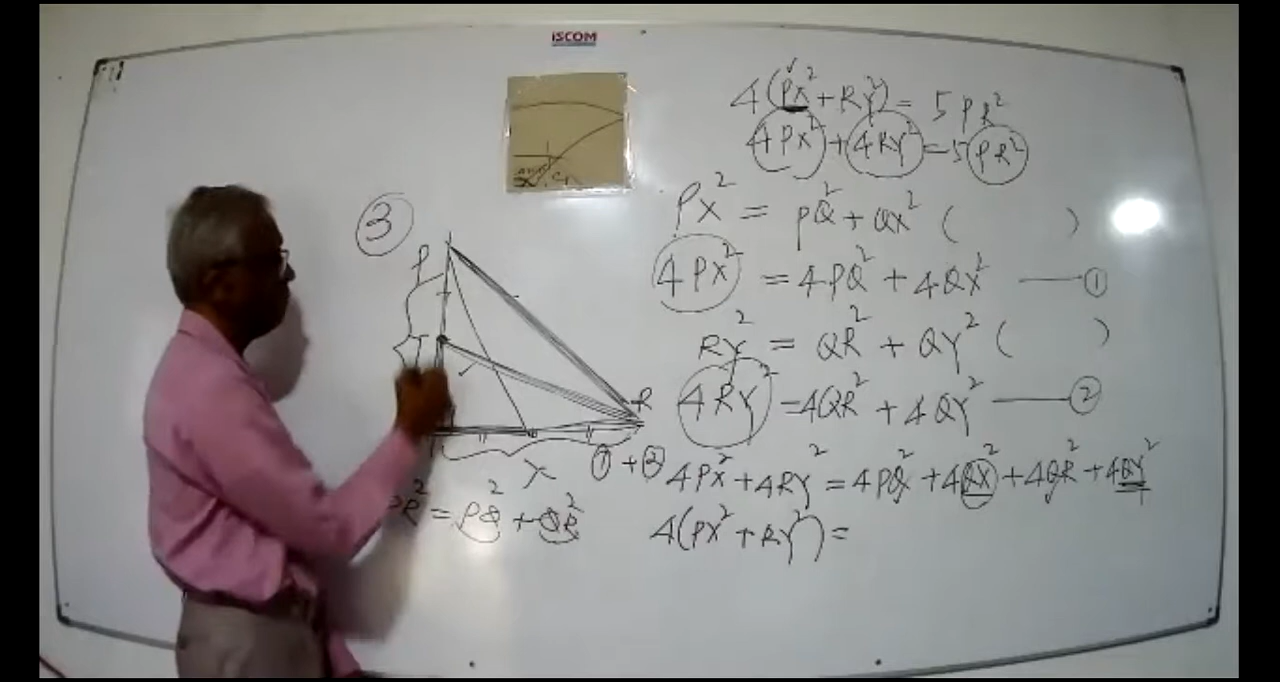 iSCOM
4(PX²+RY²)= 5PR²
4PX²+4RY²=5PR²
③
PX² = PQ²+QX² ( )
4PX² = 4PQ²+4QX² —— ①
RY² = QR²+QY² ( )
4RY² =4QR²+4QY² —— ②
P
R
X
①+② 4PX²+4RY²=4PQ²+4QX²+4QR²+4QY²
PR²=PQ²+QR²
4(PX²+RY²)=